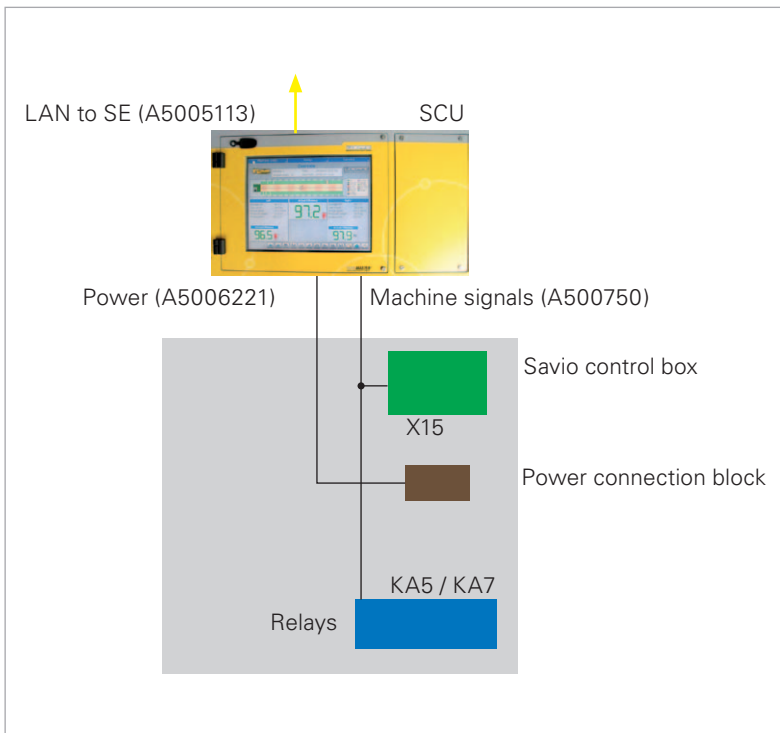 LAN to SE (A5005113)
SCU
97.2
96.5
97.9
Power (A5006221)
Machine signals (A500750)
Savio control box
X15
Power connection block
KA5 / KA7
Relays